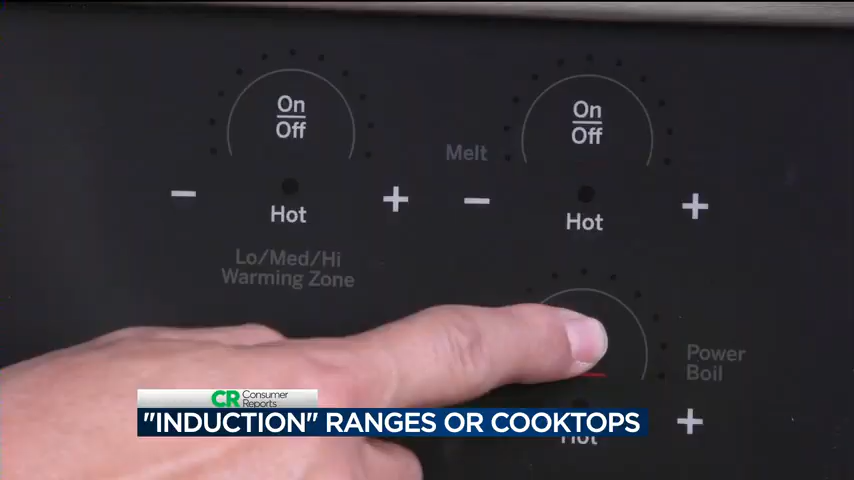 On
Off
On
Off
Melt
− +
− +
Hot
Hot
Lo/Med/Hi
Warming Zone
Power
Boil
CR Consumer
Reports
"INDUCTION" RANGES OR COOKTOPS
+
Hot